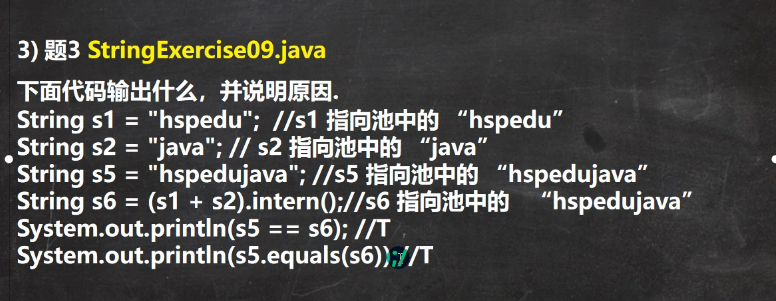 3) 题3 StringExercise09.java
下面代码输出什么，并说明原因.
String s1 = "hspedu";  //s1 指向池中的 “hspedu”
String s2 = "java"; // s2 指向池中的 “java”
String s5 = "hspedujava"; //s5 指向池中的 “hspedujava”
String s6 = (s1 + s2).intern();//s6 指向池中的   “hspedujava”
System.out.println(s5 == s6); //T
System.out.println(s5.equals(s6));//T